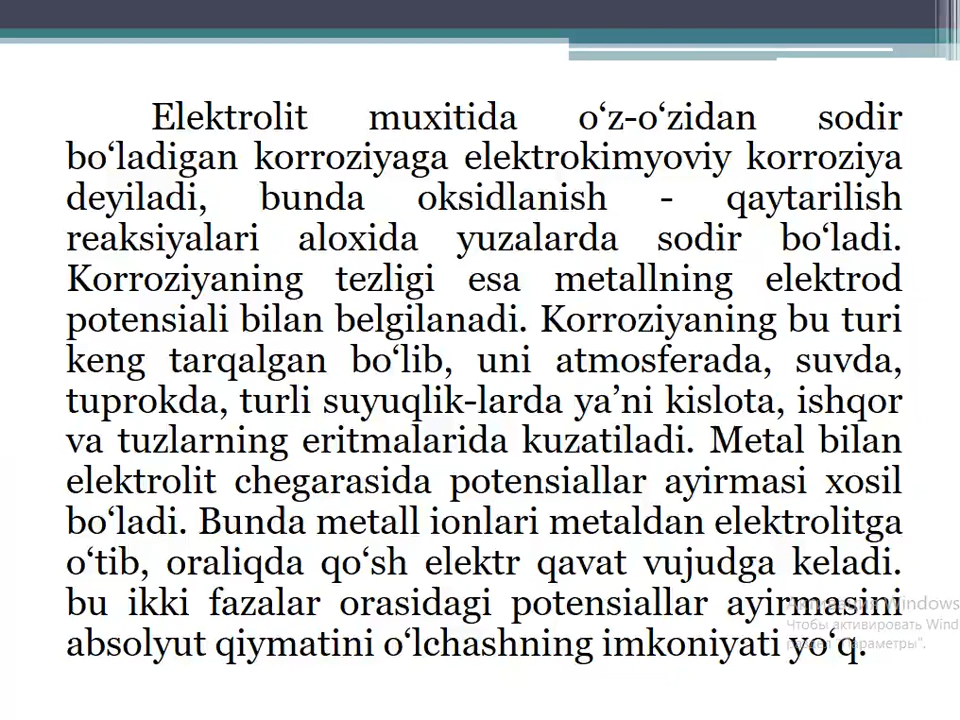 Elektrolit muxitida o‘z-o‘zidan sodir
bo‘ladigan korroziyaga elektrokimyoviy korroziya
deyiladi, bunda oksidlanish - qaytarilish
reaksiyalari aloxida yuzalarda sodir bo‘ladi.
Korroziyaning tezligi esa metallning elektrod
potensiali bilan belgilanadi. Korroziyaning bu turi
keng tarqalgan bo‘lib, uni atmosferada, suvda,
tuprokda, turli suyuqlik-larda ya’ni kislota, ishqor
va tuzlarning eritmalarida kuzatiladi. Metal bilan
elektrolit chegarasida potensiallar ayirmasi xosil
bo‘ladi. Bunda metall ionlari metaldan elektrolitga
o‘tib, oraliqda qo‘sh elektr qavat vujudga keladi.
bu ikki fazalar orasidagi potensiallar ayirmasini
absolyut qiymatini o‘lchashning imkoniyati yo‘q.
Активация Windows
Чтобы активировать Wind
раздел "Параметры".